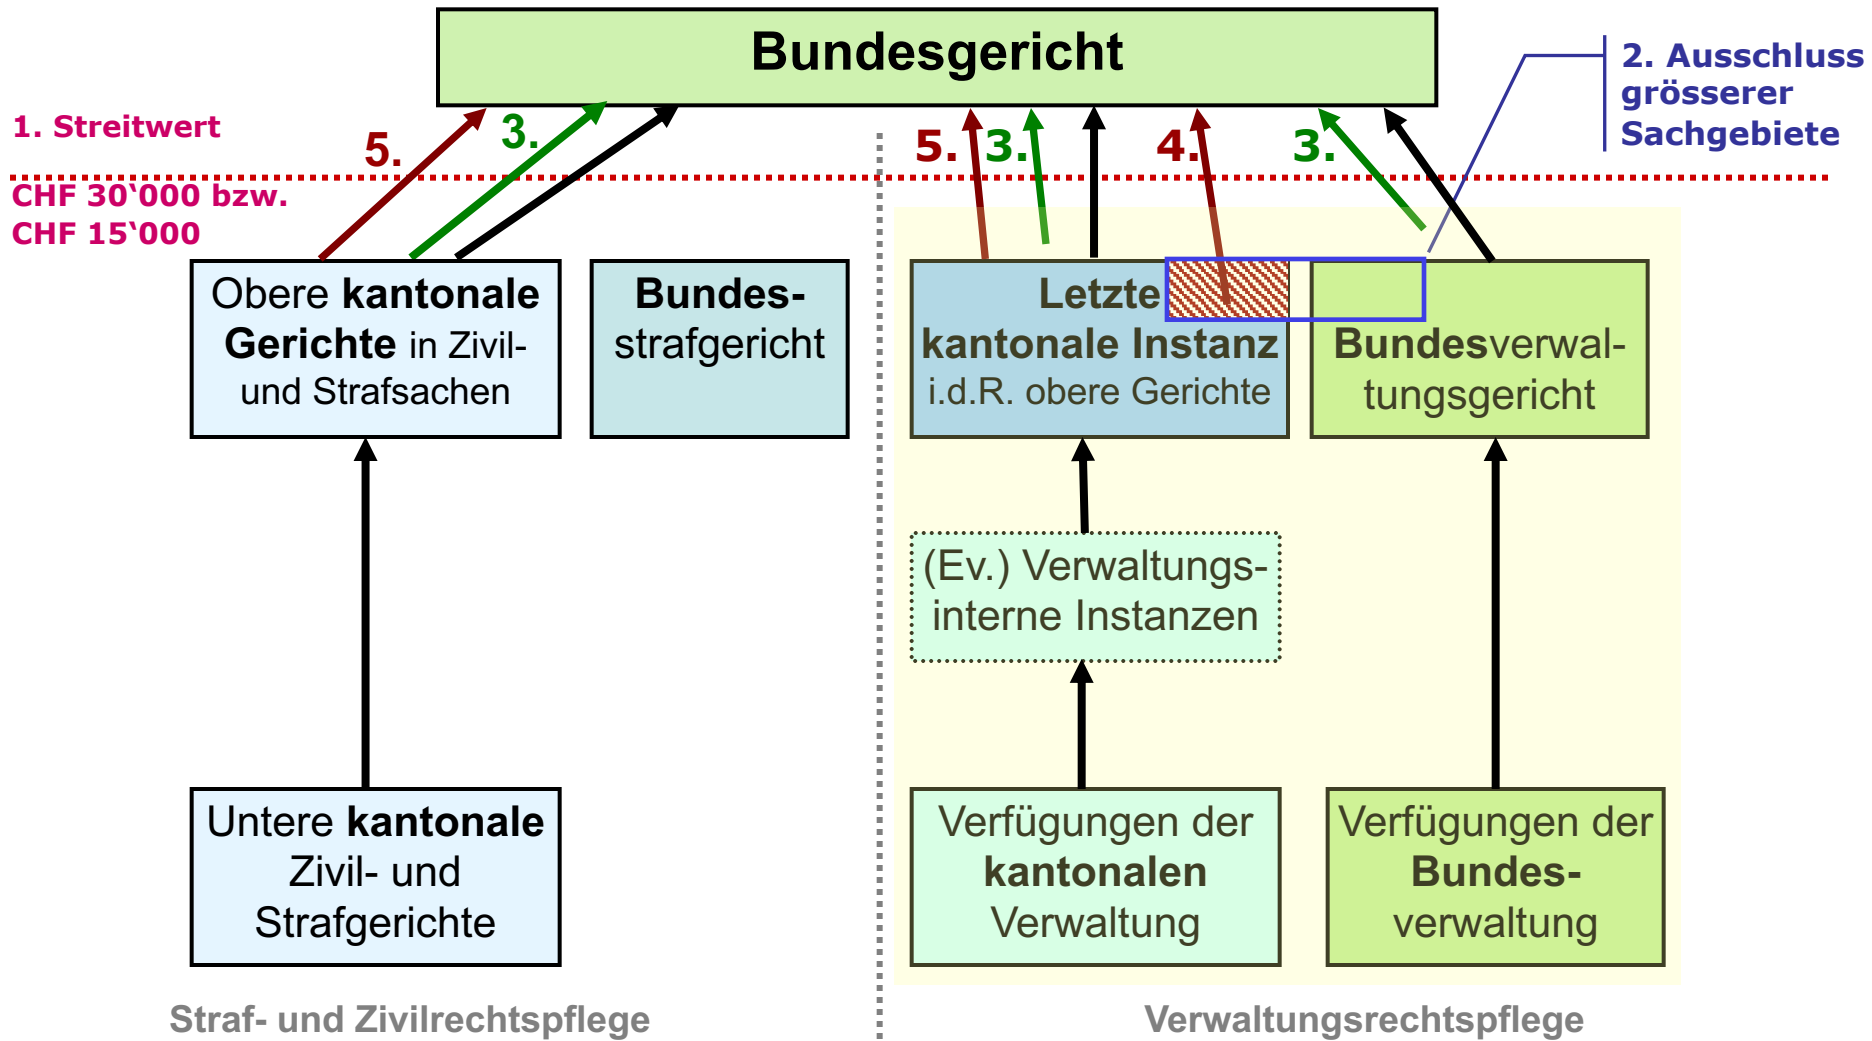 Bundesgericht
2. Ausschluss
grösserer
Sachgebiete
1. Streitwert
5.
3.
5.
3.
4.
3.
CHF 30‘000 bzw.
CHF 15‘000
Obere kantonale
Gerichte in Zivil-
und Strafsachen
Bundes-
strafgericht
Letzte
kantonale Instanz
i.d.R. obere Gerichte
Bundesverwal-
tungsgericht
(Ev.) Verwaltungs-
interne Instanzen
Untere kantonale
Zivil- und
Strafgerichte
Verfügungen der
kantonalen
Verwaltung
Verfügungen der
Bundes-
verwaltung
Straf- und Zivilrechtspflege
Verwaltungsrechtspflege